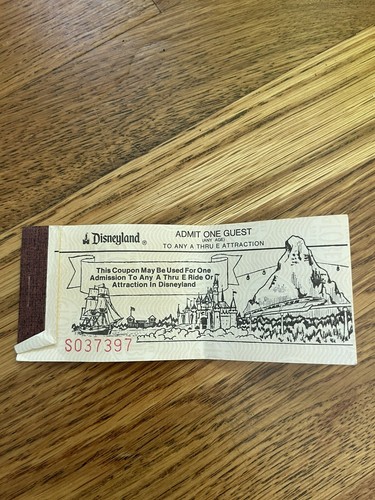 Disneyland®
ADMIT ONE GUEST
(ANY AGE)
TO ANY A THRU E ATTRACTION
This Coupon May Be Used For One
Admission To Any A Thru E Ride Or
Attraction In Disneyland
S037397